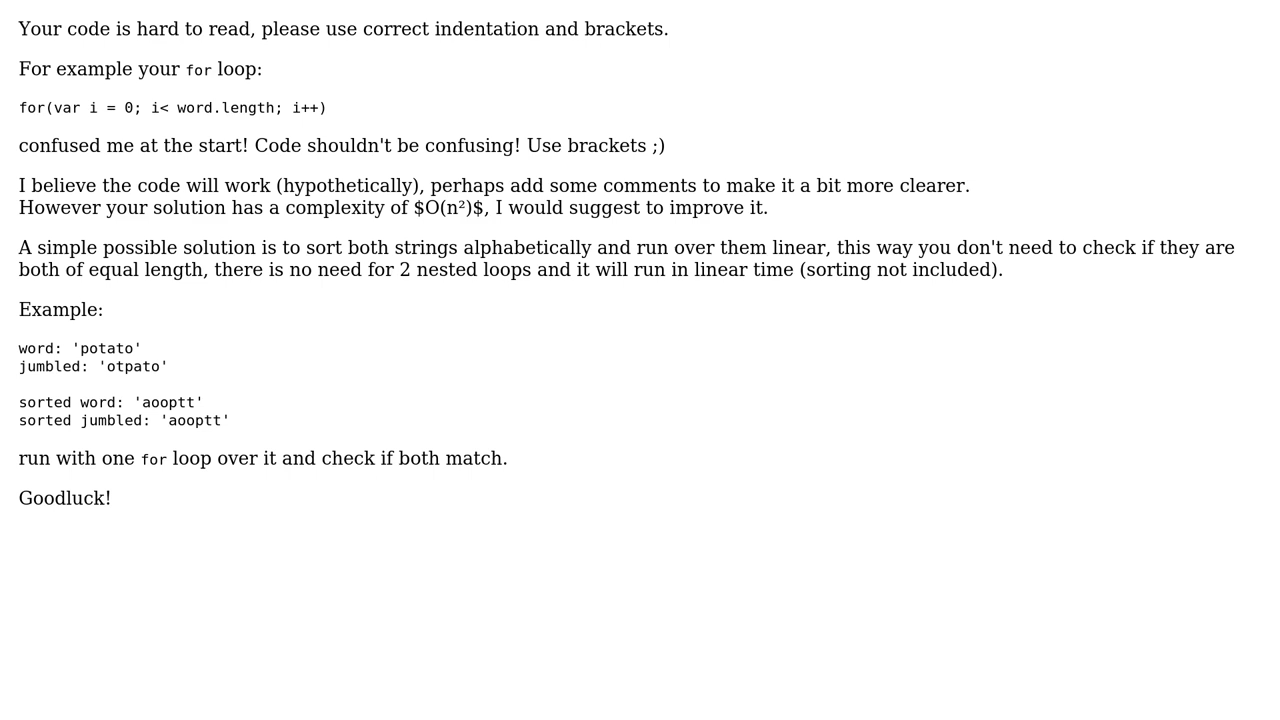 Your code is hard to read, please use correct indentation and brackets.
For example your for loop:
for(var i = 0; i< word.length; i++)
confused me at the start! Code shouldn't be confusing! Use brackets ;)
I believe the code will work (hypothetically), perhaps add some comments to make it a bit more clearer.
However your solution has a complexity of $O(n²)$, I would suggest to improve it.
A simple possible solution is to sort both strings alphabetically and run over them linear, this way you don't need to check if they are
both of equal length, there is no need for 2 nested loops and it will run in linear time (sorting not included).
Example:
word: 'potato'
jumbled: 'otpato'
sorted word: 'aooptt'
sorted jumbled: 'aooptt'
run with one for loop over it and check if both match.
Goodluck!